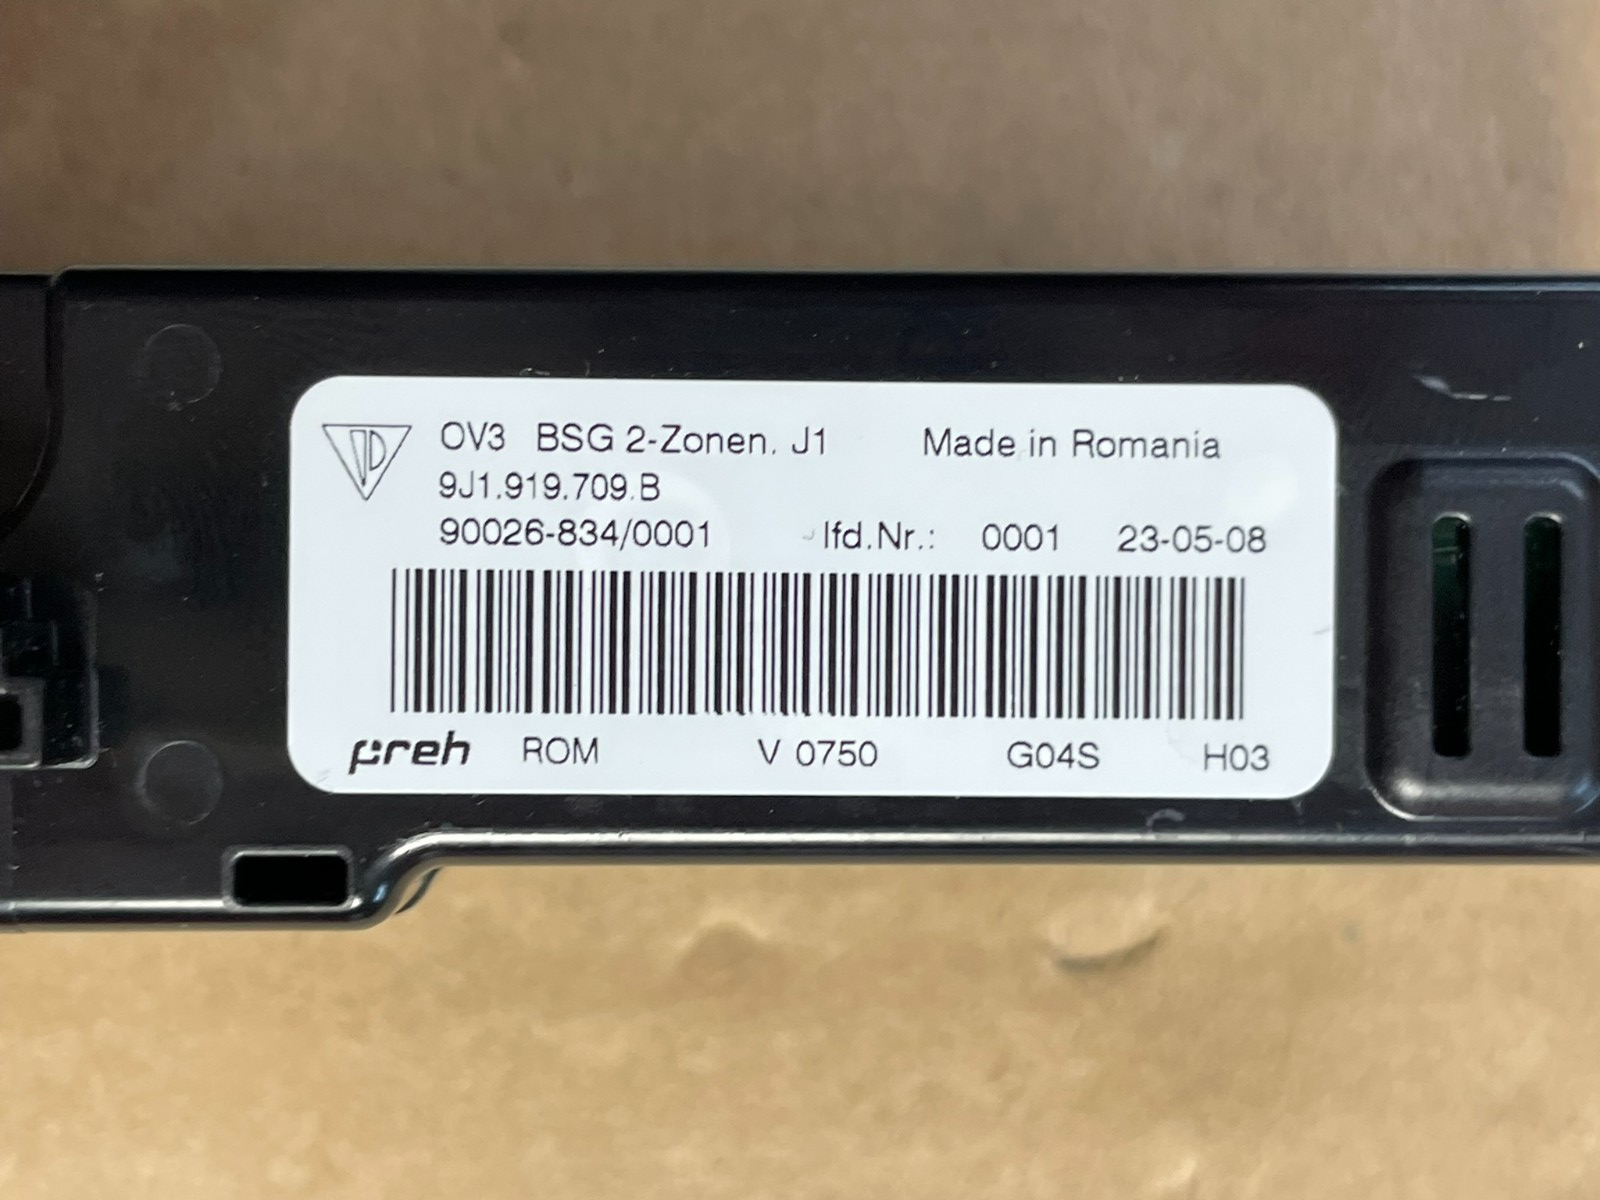 OV3 BSG 2-Zonen, J1 Made in Romania
9J1.919.709.B
90026-834/0001 lfd.Nr.: 0001 23-05-08
preh ROM V 0750 G04S H03